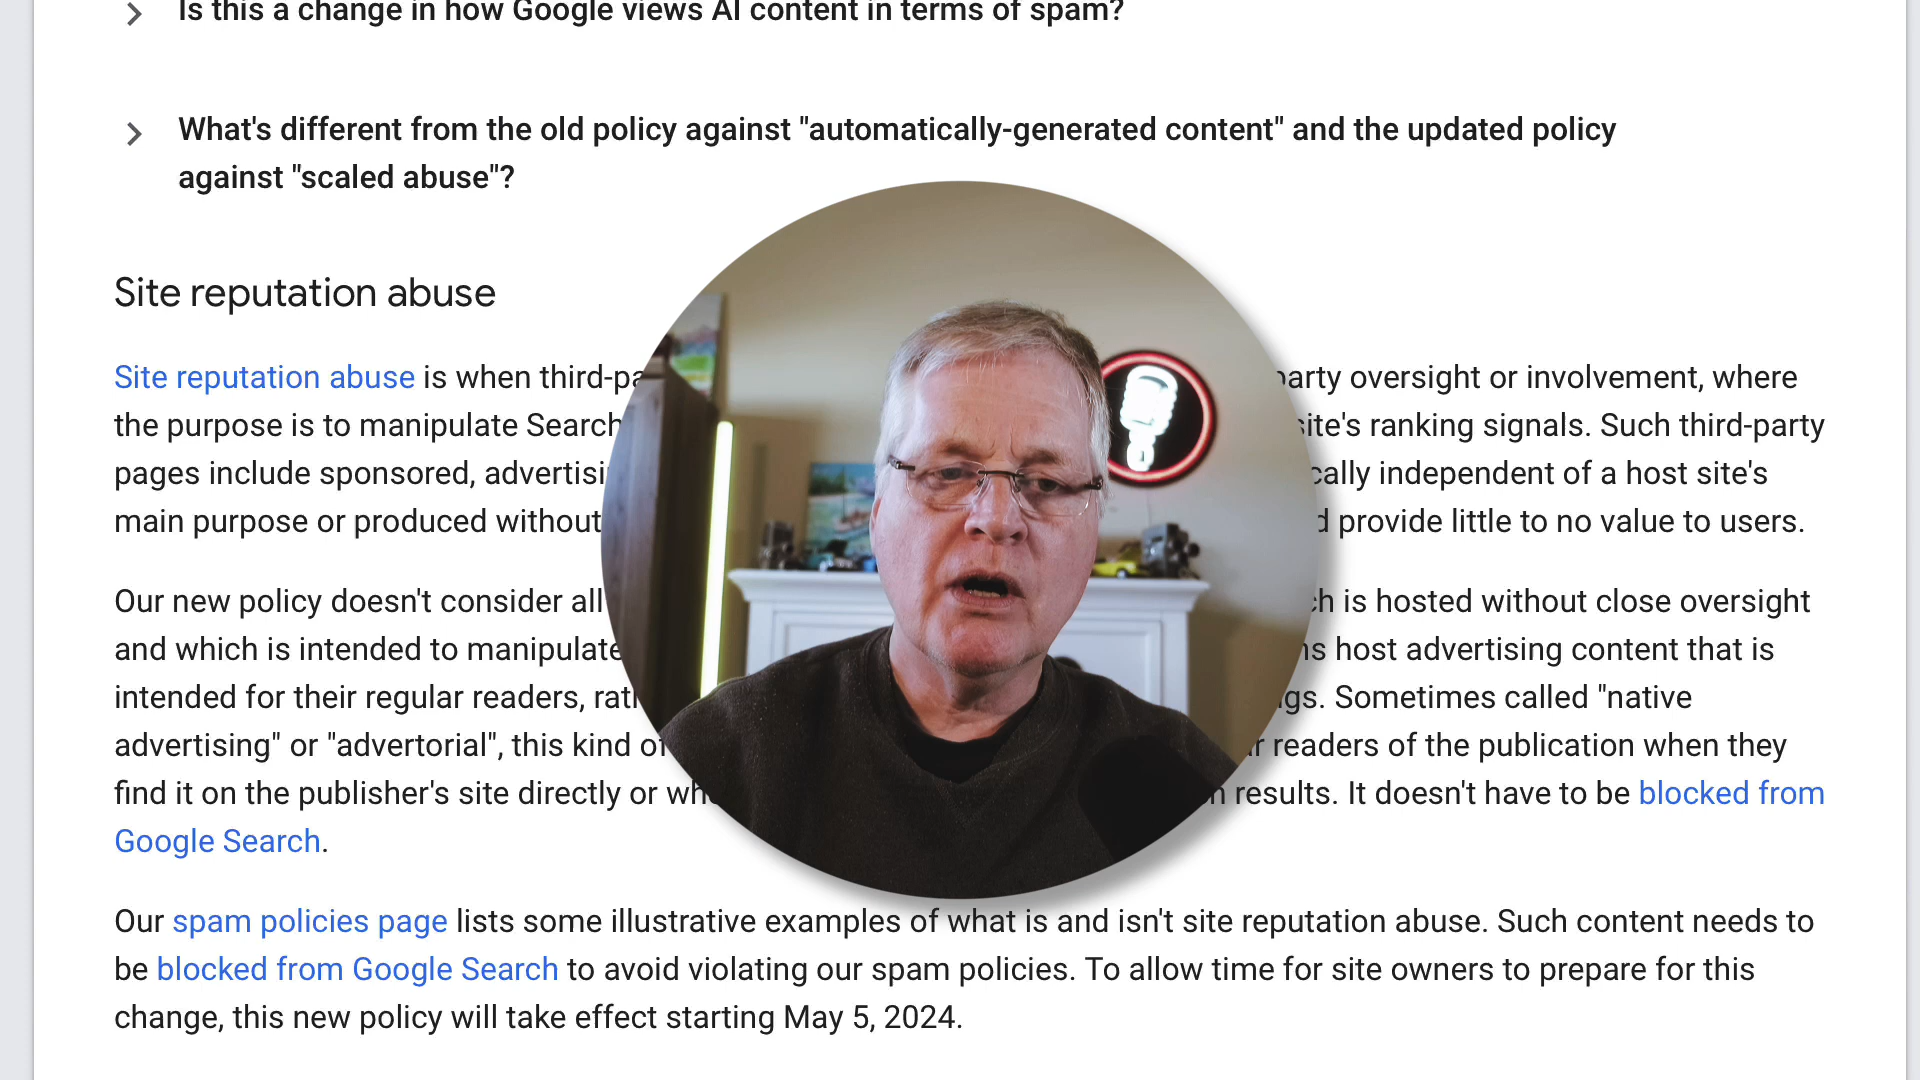 Is this a change in how Google views AI content in terms of spam?
What's different from the old policy against "automatically-generated content" and the updated policy
against "scaled abuse"?
Site reputation abuse
Site reputation abuse is when party oversight or involvement, where
the purpose is to manipulate Search site's ranking signals. Such third-party
pages include sponsored, independent of a host site's
main purpose or produced without provide little to no value to users.
Our new policy doesn't consider all is hosted without close oversight
and which is intended to manipulate host advertising content that is
intended for their regular readers, Sometimes called "native
advertising" or "advertorial", this kind readers of the publication when they
find it on the publisher's site directly or results. It doesn't have to be blocked from
Google Search.
Our spam policies page lists some illustrative examples of what is and isn't site reputation abuse. Such content needs to
be blocked from Google Search to avoid violating our spam policies. To allow time for site owners to prepare for this
change, this new policy will take effect starting May 5, 2024.